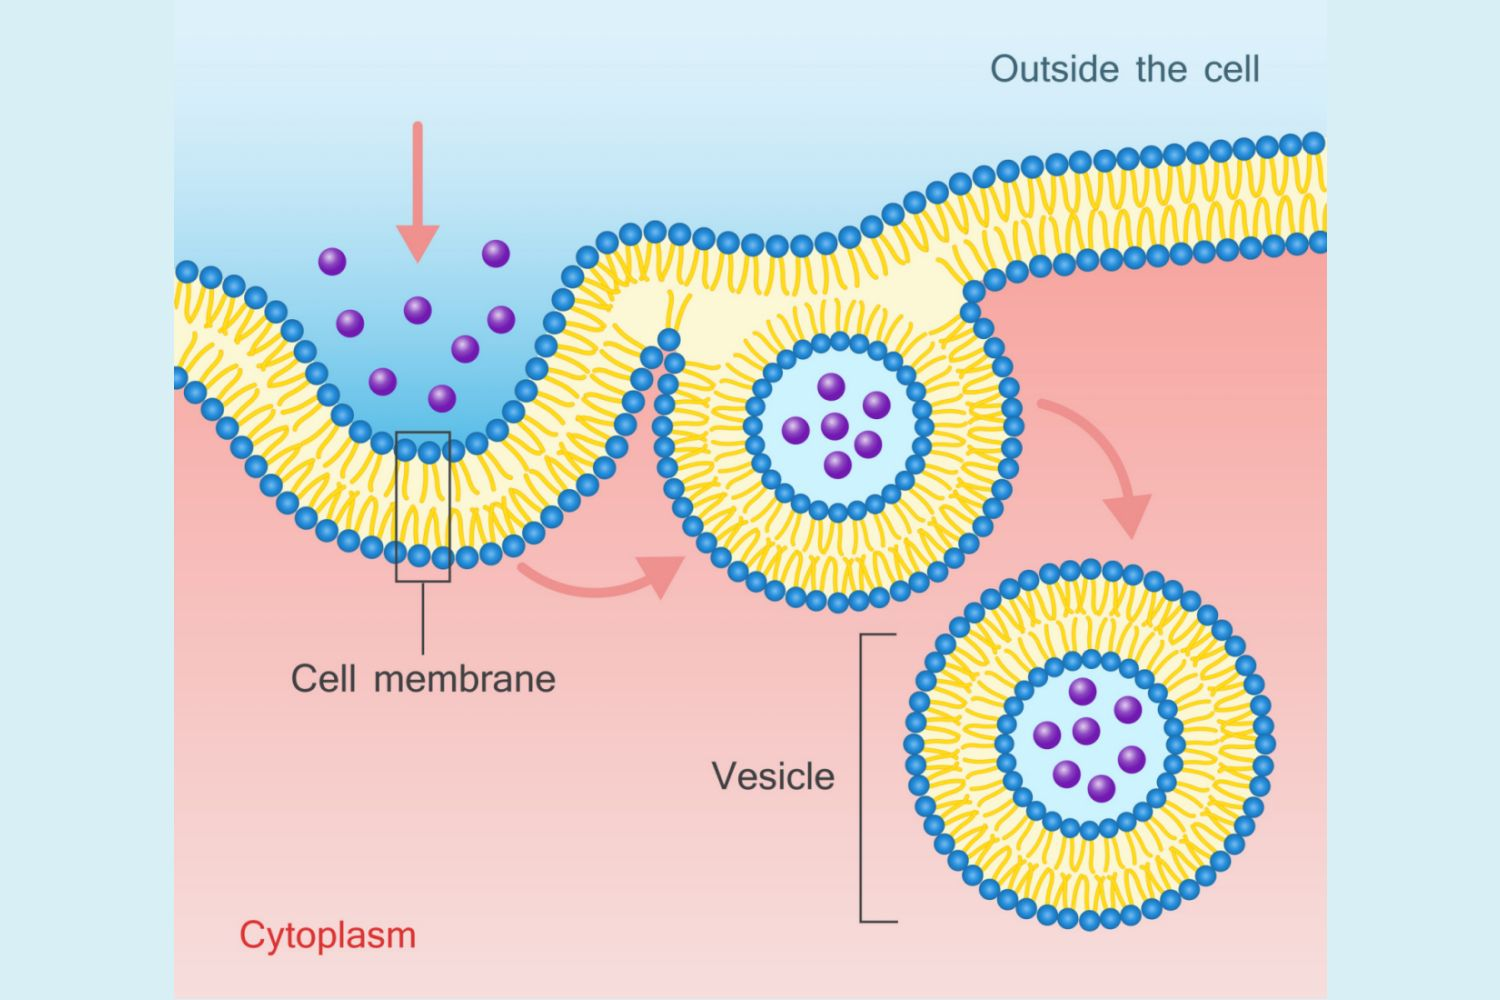 Outside the cell
Cell membrane
Vesicle
Cytoplasm